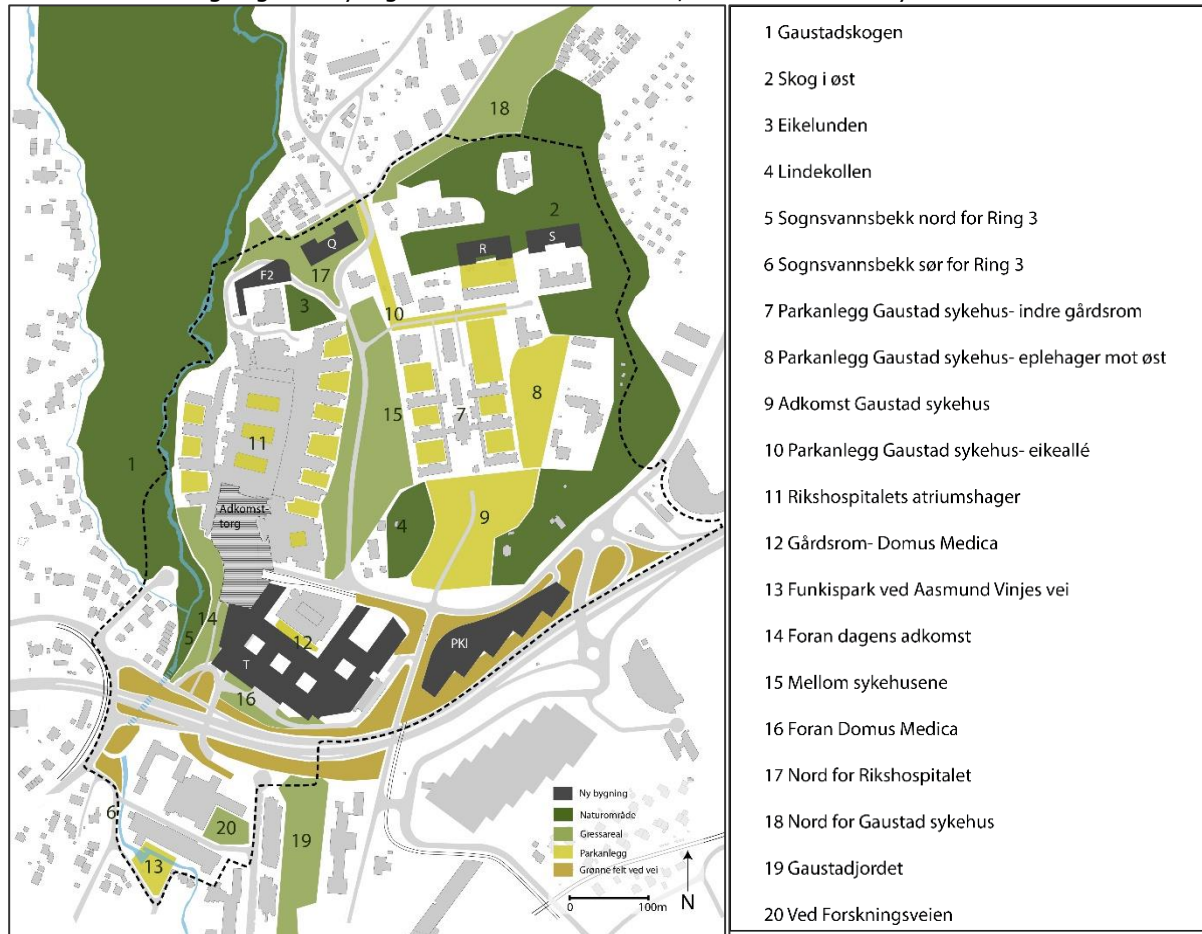 18
2
S
R
Q
17
F2
3
10
8
7
15
11
1
Adkomst-
torg
9
4
14
12
5
PKI
T
16
Ny bygning
Naturområde
Gressareal
Parkanlegg
Grønne felt ved vei
0 100m N
6
20
19
13
1 Gaustadskogen
2 Skog i øst
3 Eikelunden
4 Lindekollen
5 Sognsvannsbekk nord for Ring 3
6 Sognsvannsbekk sør for Ring 3
7 Parkanlegg Gaustad sykehus- indre gårdsrom
8 Parkanlegg Gaustad sykehus- eplehager mot øst
9 Adkomst Gaustad sykehus
10 Parkanlegg Gaustad sykehus- eikeallé
11 Rikshospitalets atriumshager
12 Gårdsrom- Domus Medica
13 Funkispark ved Aasmund Vinjes vei
14 Foran dagens adkomst
15 Mellom sykehusene
16 Foran Domus Medica
17 Nord for Rikshospitalet
18 Nord for Gaustad sykehus
19 Gaustadjordet
20 Ved Forskningsveien